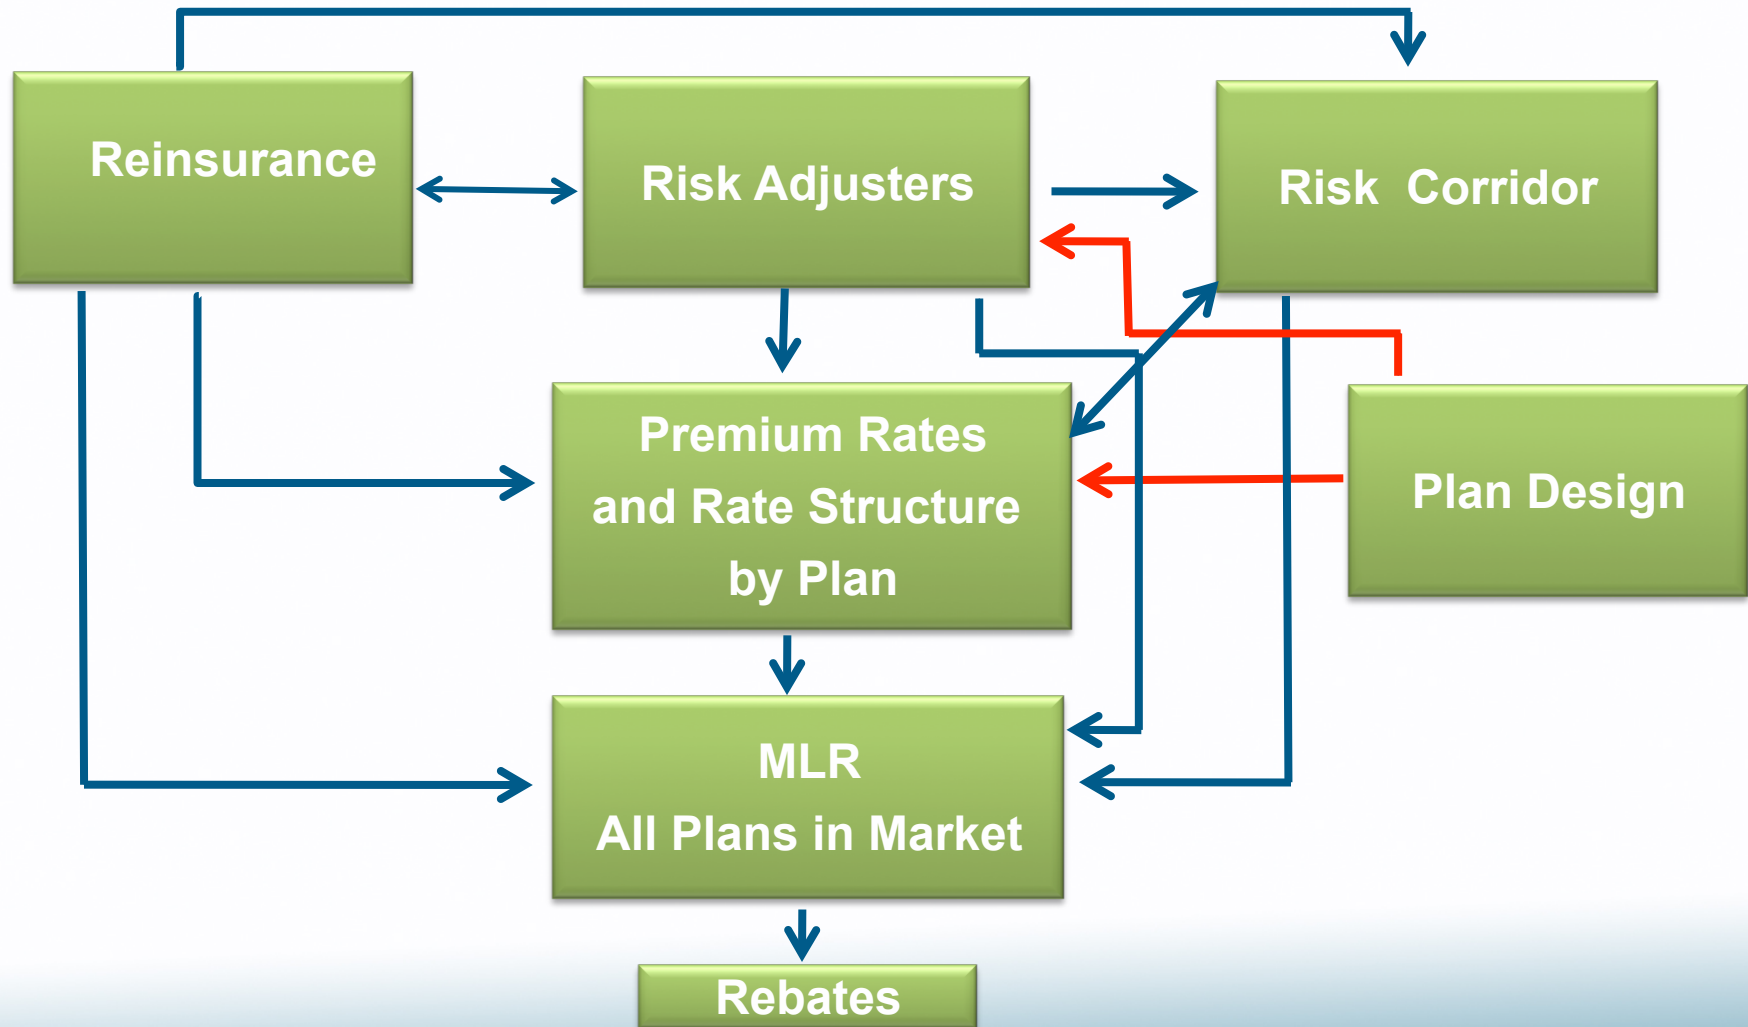 Reinsurance
Risk Adjusters
Risk Corridor
Premium Rates
and Rate Structure
by Plan
Plan Design
MLR
All Plans in Market
Rebates